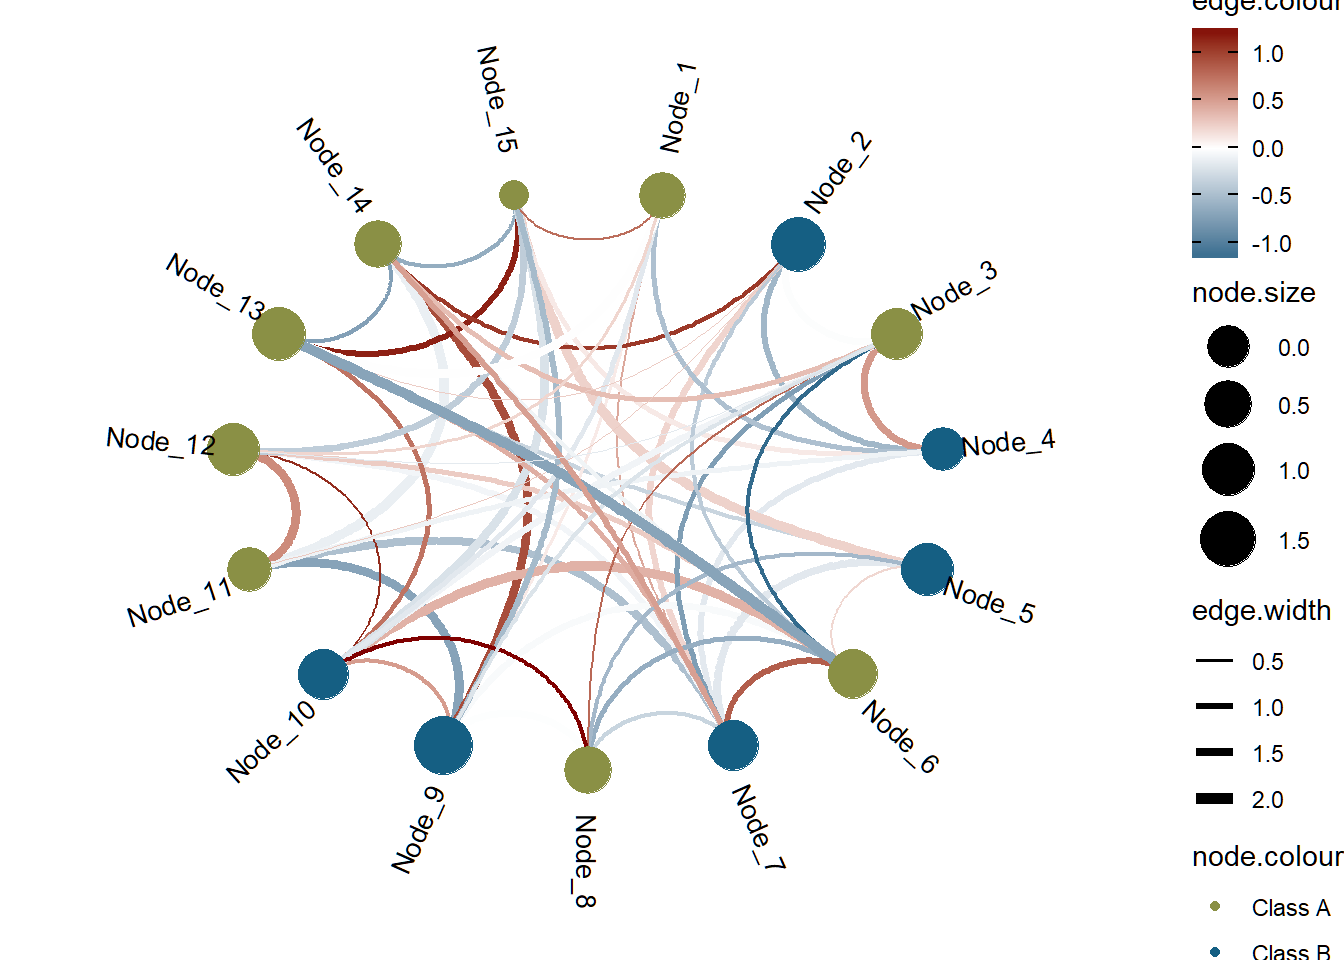 edge.colour
1.0
0.5
0.0
-0.5
-1.0
node.size
0.0
0.5
1.0
1.5
edge.width
0.5
1.0
1.5
2.0
node.colour
Class A
Class B
Node_1
Node_2
Node_3
Node_4
Node_5
Node_6
Node_7
Node_8
Node_9
Node_10
Node_11
Node_12
Node_13
Node_14
Node_15